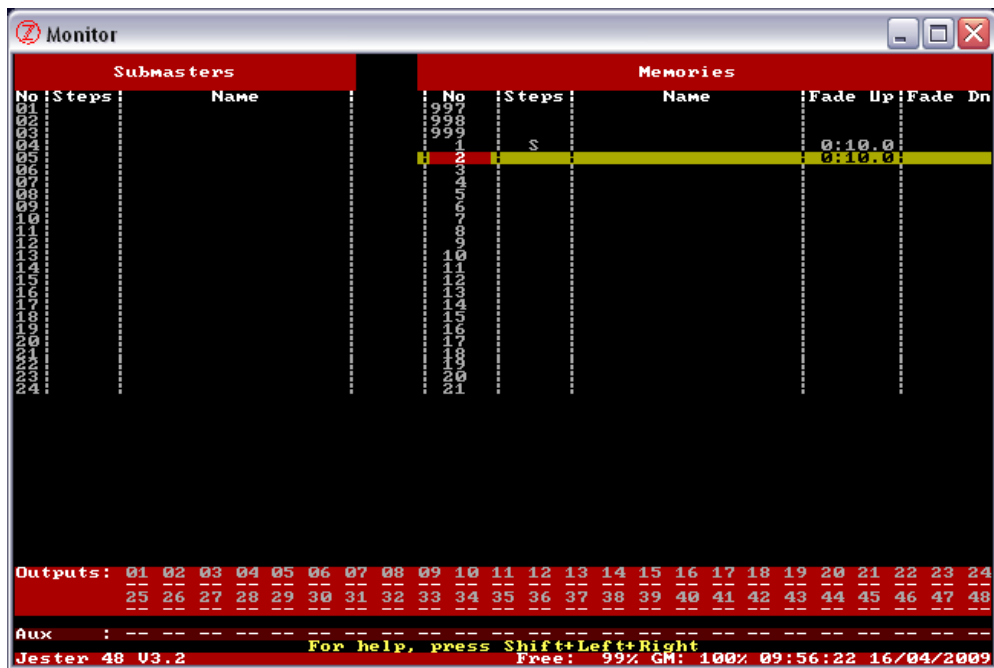 Monitor
Submasters Memories
No Steps Name No Steps Name Fade Up Fade Dn
01 997
02 998
03 999
04 1 S 0:10.0
05 2 0:10.0
06 3
07 4
08 5
09 6
10 7
11 8
12 9
13 10
14 11
15 12
16 13
17 14
18 15
19 16
20 17
21 18
22 19
23 20
24 21
Outputs: 01 02 03 04 05 06 07 08 09 10 11 12 13 14 15 16 17 18 19 20 21 22 23 24
-- -- -- -- -- -- -- -- -- -- -- -- -- -- -- -- -- -- -- -- -- -- -- --
25 26 27 28 29 30 31 32 33 34 35 36 37 38 39 40 41 42 43 44 45 46 47 48
-- -- -- -- -- -- -- -- -- -- -- -- -- -- -- -- -- -- -- -- -- -- -- --
Aux : -- -- -- -- -- -- -- -- -- -- -- -- -- -- -- -- -- -- -- -- -- -- -- --
For help, press Shift+Left+Right
Jester 48 V3.2 Free: 99% GM: 100% 09:56:22 16/04/2009